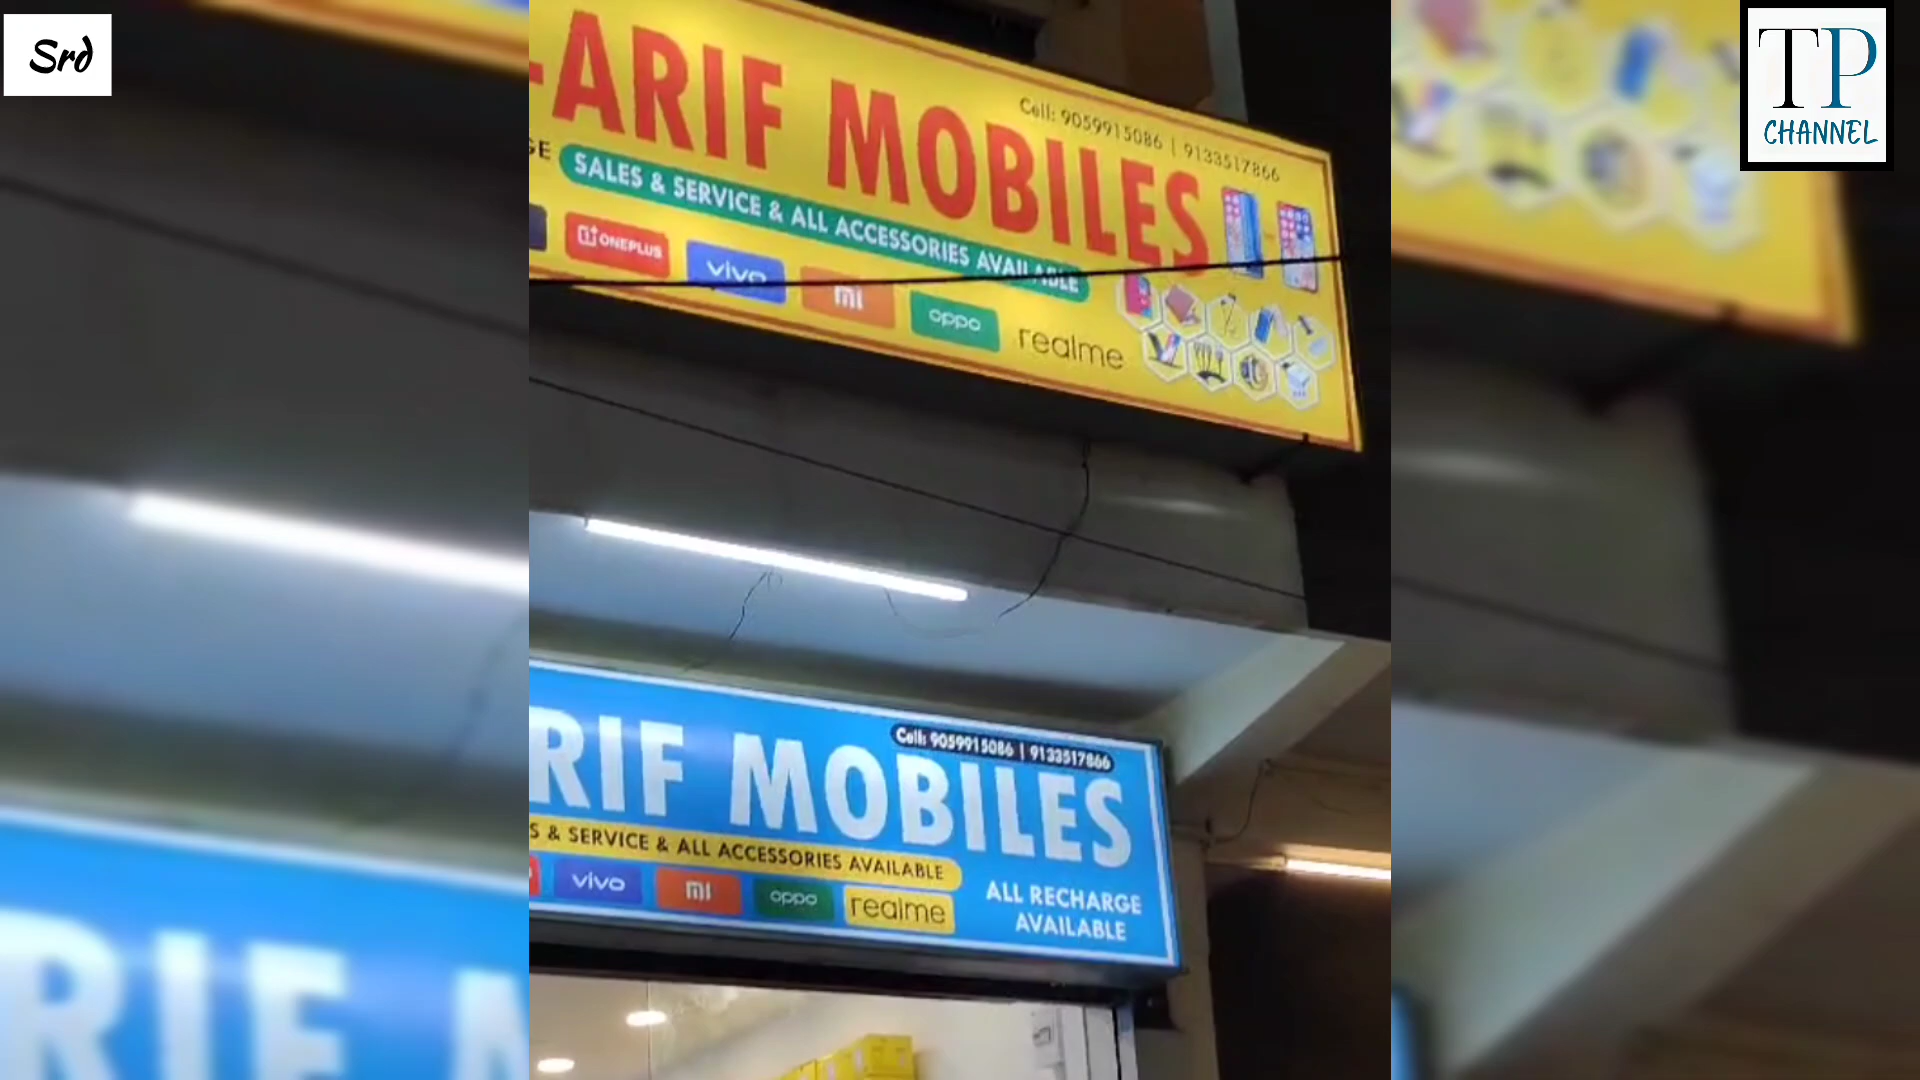 Srd
TP
CHANNEL
-ARIF MOBILES
Cell: 9059915086 | 9133517866
GE
SALES & SERVICE & ALL ACCESSORIES AVAILABLE
ONEPLUS
vivo
mi
oppo
realme
RIF MOBILES
Cell: 9059915086 | 9133517866
S & SERVICE & ALL ACCESSORIES AVAILABLE
vivo
mi
oppo
realme
ALL RECHARGE
AVAILABLE